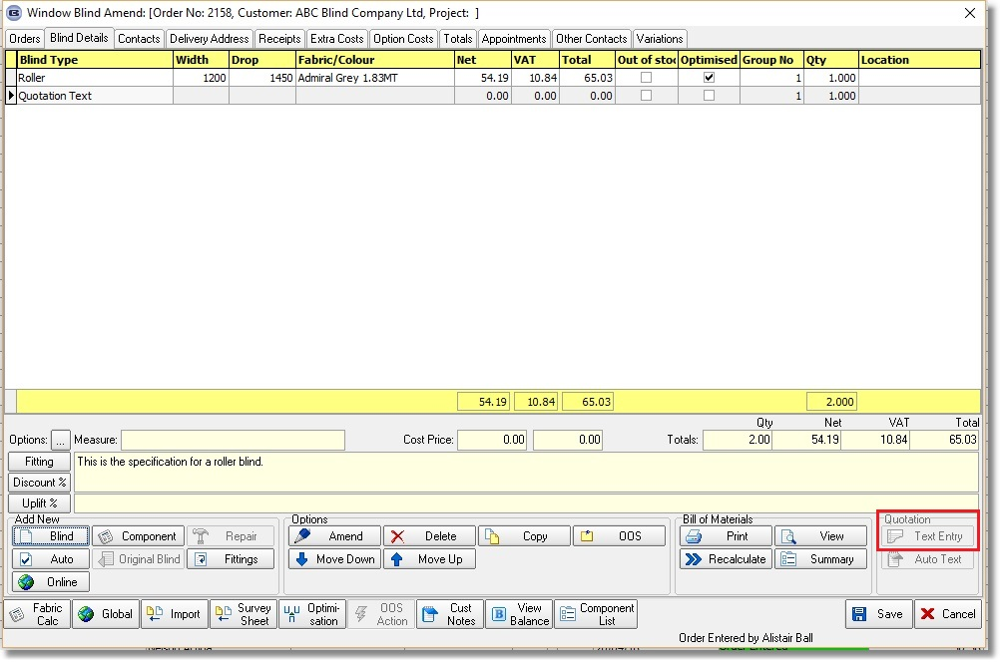 Window Blind Amend: [Order No: 2158, Customer: ABC Blind Company Ltd, Project:  ]
Orders Blind Details Contacts Delivery Address Receipts Extra Costs Option Costs Totals Appointments Other Contacts Variations
Blind Type Width Drop Fabric/Colour Net VAT Total Out of stoc Optimised Group No Qty Location
Roller 1200 1450 Admiral Grey 1.83MT 54.19 10.84 65.03 1 1.000
Quotation Text 0.00 0.00 0.00 1 1.000
54.19 10.84 65.03 2.000
Qty Net VAT Total
Options: ... Measure: Cost Price: 0.00 0.00 Totals: 2.00 54.19 10.84 65.03
Fitting This is the specification for a roller blind.
Discount %
Uplift %
Add New Options Bill of Materials Quotation
Blind Component Repair Amend Delete Copy OOS Print View Text Entry
Auto Original Blind Fittings Move Down Move Up Recalculate Summary Auto Text
Online
Fabric Calc Global Import Survey Sheet Optimi-sation OOS Action Cust Notes View Balance Component List Save Cancel
Order Entered by Alistair Ball